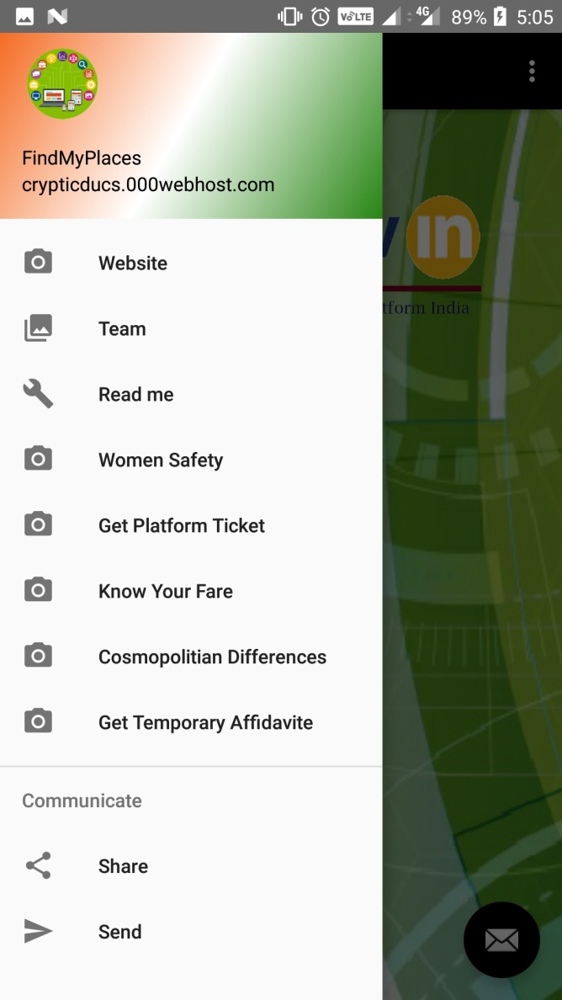 VoLTE 4G 89% 5:05
FindMyPlaces
crypticducs.000webhost.com
in
tform India
Website
Team
Read me
Women Safety
Get Platform Ticket
Know Your Fare
Cosmopolitian Differences
Get Temporary Affidavite
Communicate
Share
Send